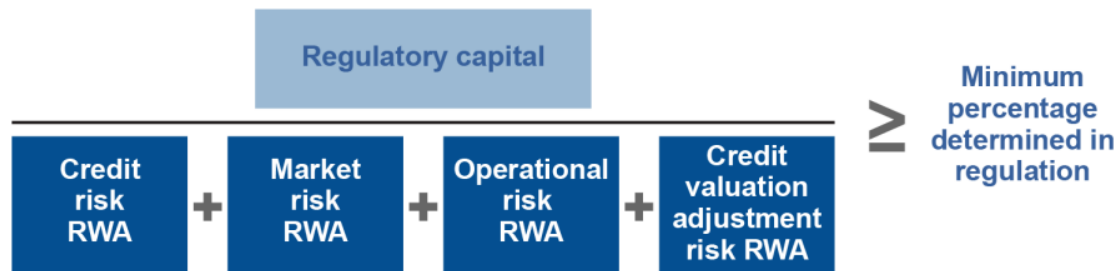 Regulatory capital
Credit
risk
RWA
+
Market
risk
RWA
+
Operational
risk
RWA
+
Credit
valuation
adjustment
risk RWA
≥
Minimum
percentage
determined in
regulation